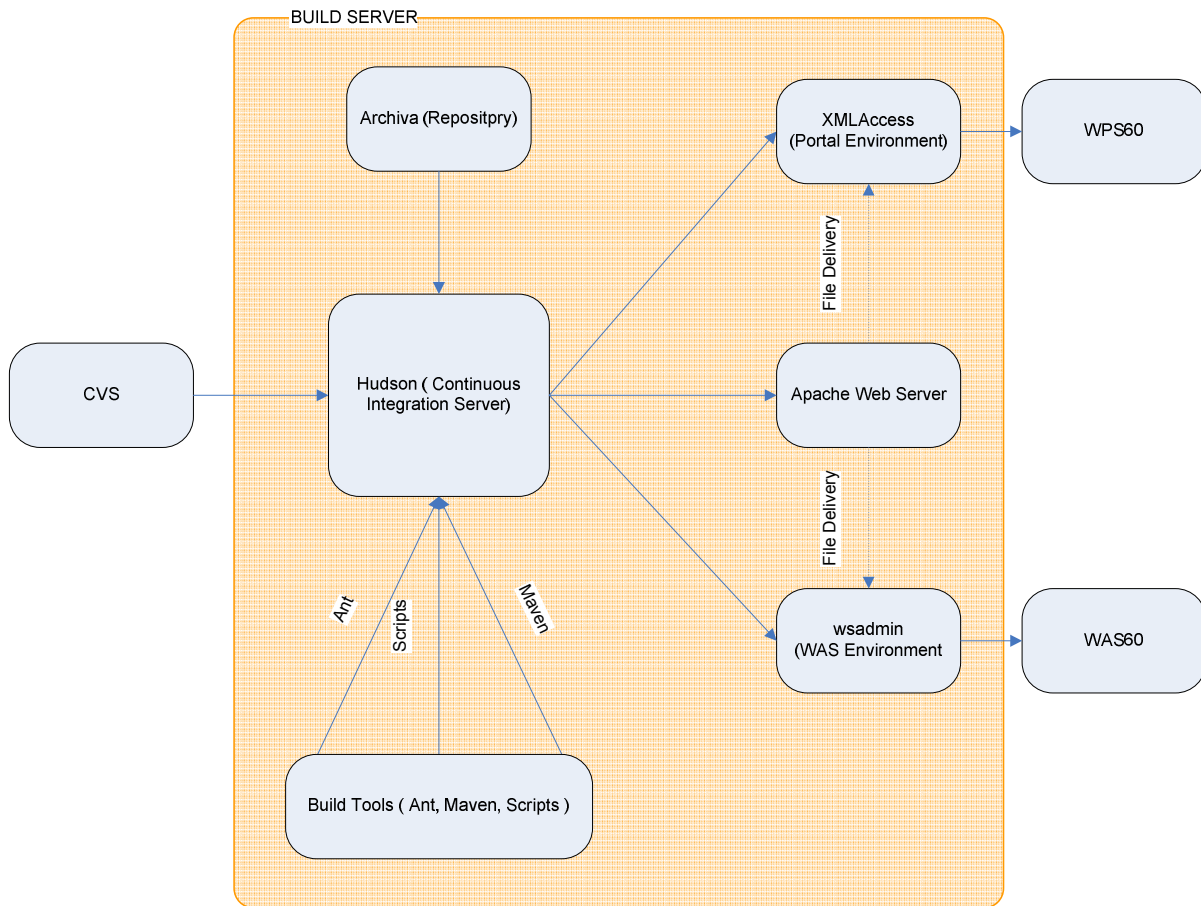 BUILD SERVER
Archiva (Repositpry)
XMLAccess
(Portal Environment)
WPS60
File Delivery
CVS
Hudson ( Continuous
Integration Server)
Apache Web Server
File Delivery
Ant
Scripts
Maven
wsadmin
(WAS Environment
WAS60
Build Tools ( Ant, Maven, Scripts )